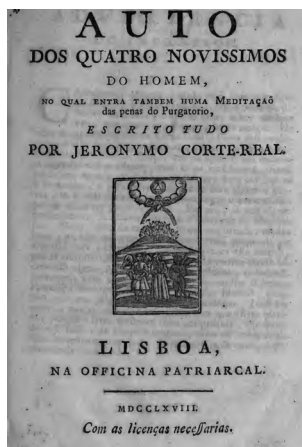 AUTO
DOS QUATRO NOVISSIMOS
DO HOMEM,
NO QUAL ENTRA TAMBEM HUMA MEDITAÇAÕ
das penas do Purgatorio,
ESCRITO TUDO
POR JERONYMO CORTE-REAL.
LISBOA,
NA OFFICINA PATRIARCAL.
MDCCLXVIII.
Com as licenças neceſſarias.